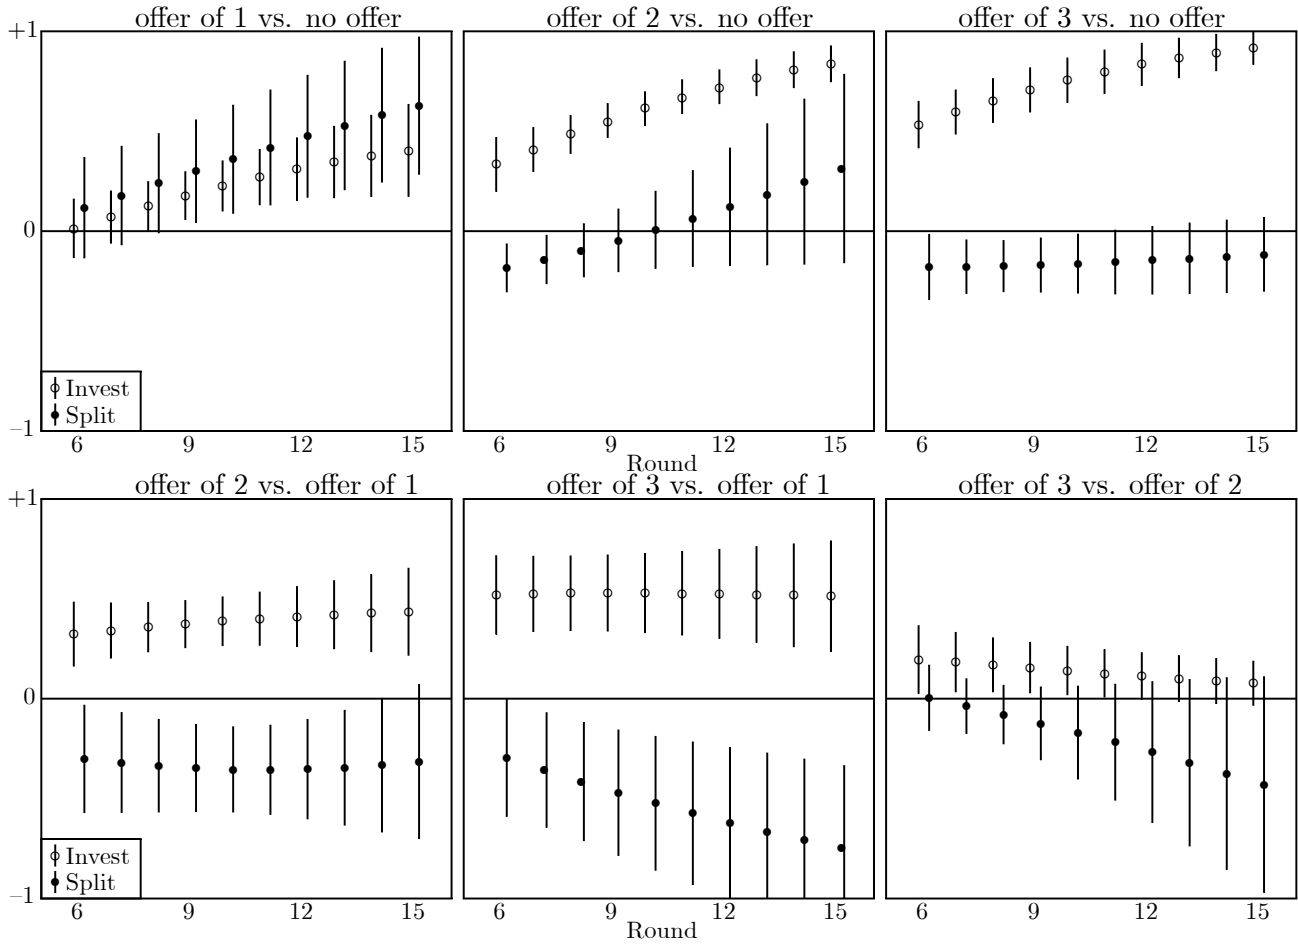 offer of 1 vs. no offer
offer of 2 vs. no offer
offer of 3 vs. no offer
+1
0
−1
Invest
Split
6 9 12 15
6 9 12 15
6 9 12 15
Round
offer of 2 vs. offer of 1
offer of 3 vs. offer of 1
offer of 3 vs. offer of 2
+1
0
−1
Invest
Split
6 9 12 15
6 9 12 15
6 9 12 15
Round